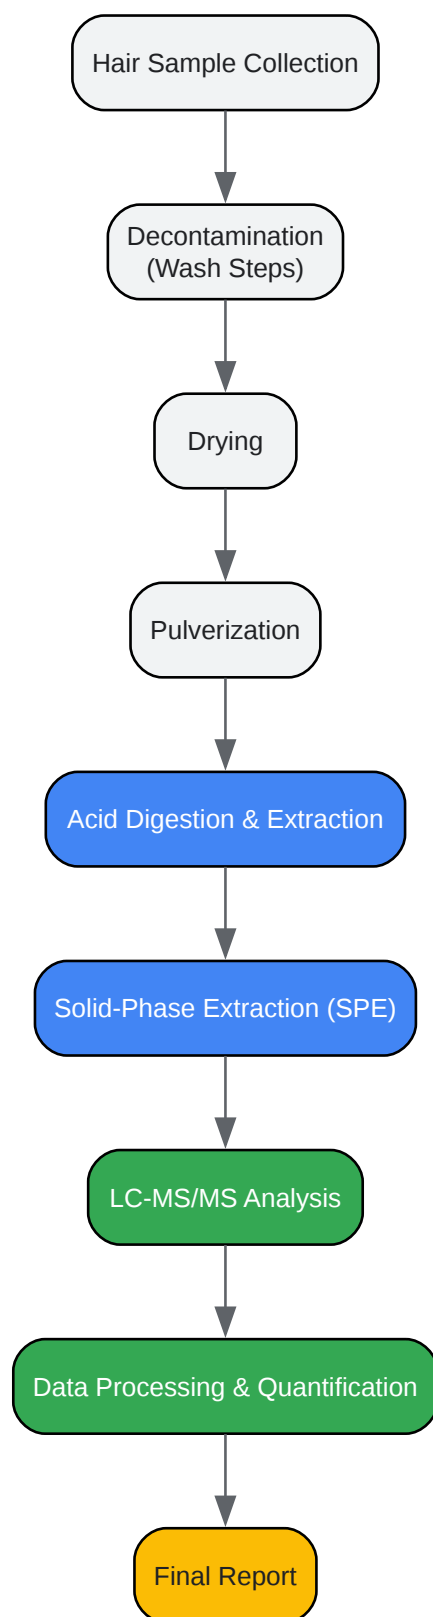 Hair Sample Collection
Decontamination
(Wash Steps)
Drying
Pulverization
Acid Digestion & Extraction
Solid-Phase Extraction (SPE)
LC-MS/MS Analysis
Data Processing & Quantification
Final Report